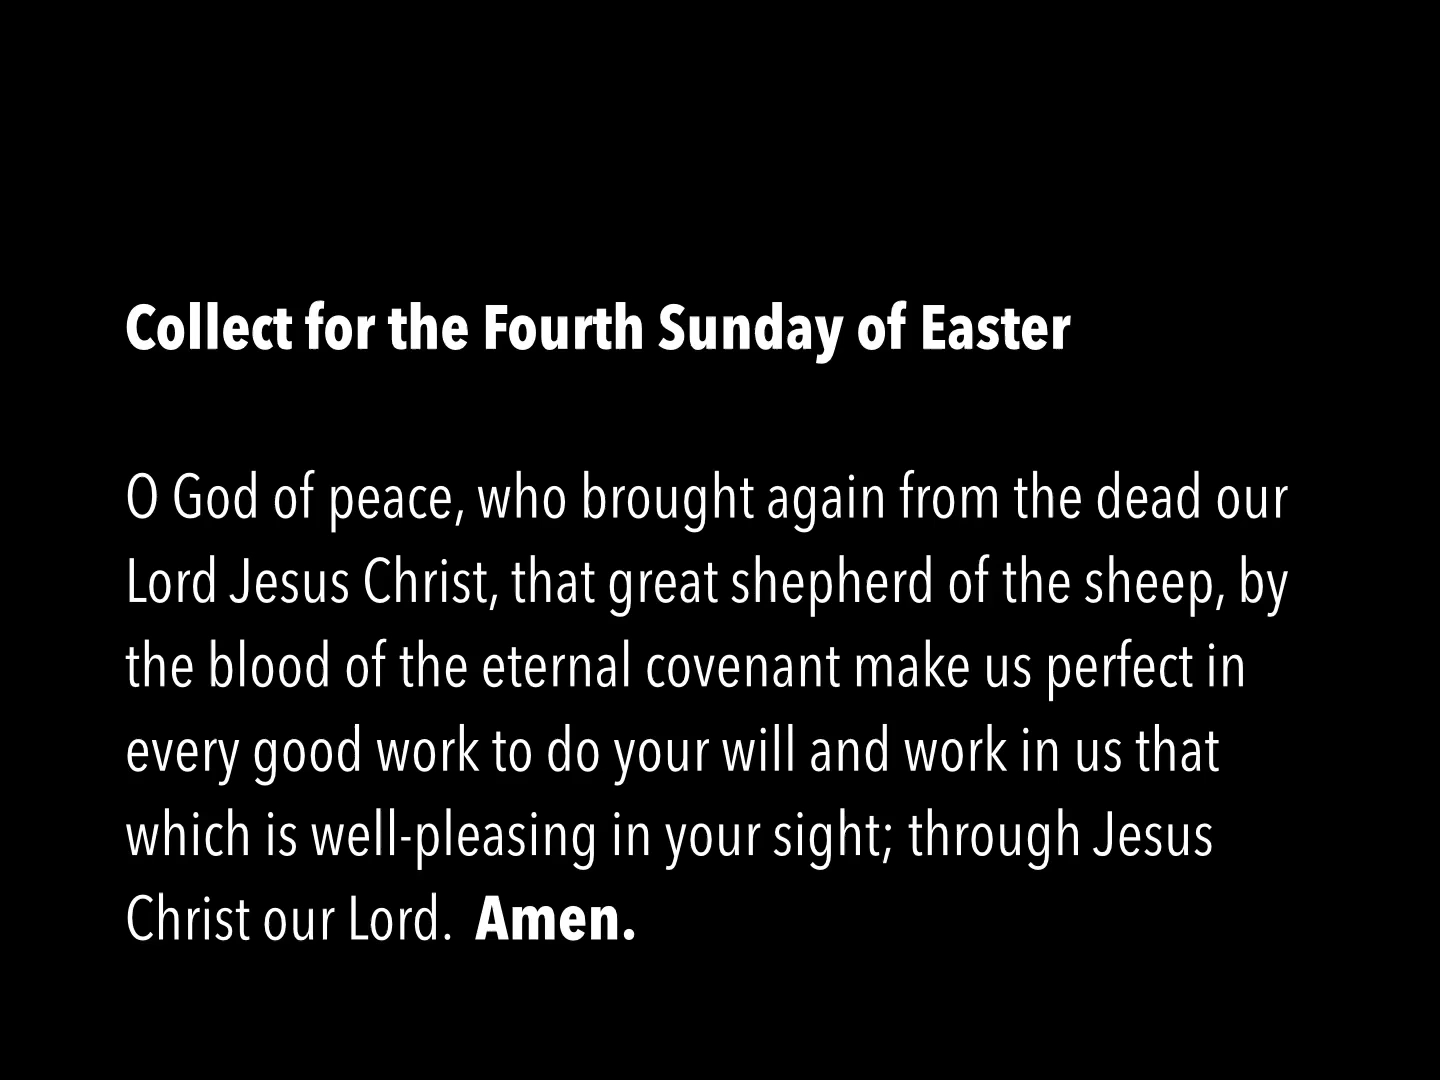 Collect for the Fourth Sunday of Easter
O God of peace, who brought again from the dead our
Lord Jesus Christ, that great shepherd of the sheep, by
the blood of the eternal covenant make us perfect in
every good work to do your will and work in us that
which is well-pleasing in your sight; through Jesus
Christ our Lord.  Amen.